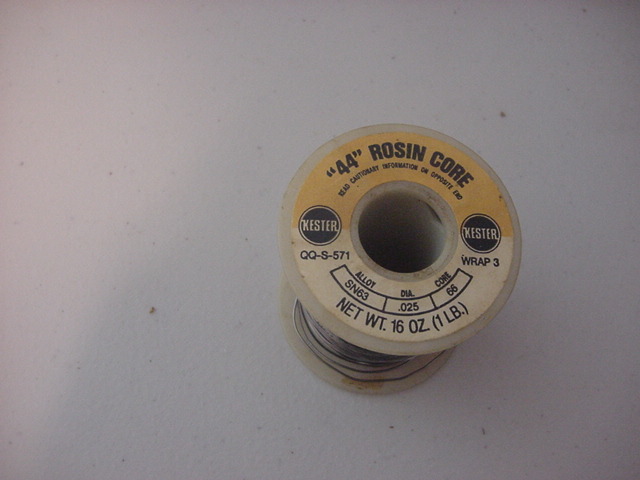 "44" ROSIN CORE
READ CAUTIONARY INFORMATION ON OPPOSITE END
KESTER
KESTER
QQ-S-571
WRAP 3
ALLOY DIA. CORE
SN63 .025 66
NET WT. 16 OZ. (1 LB.)